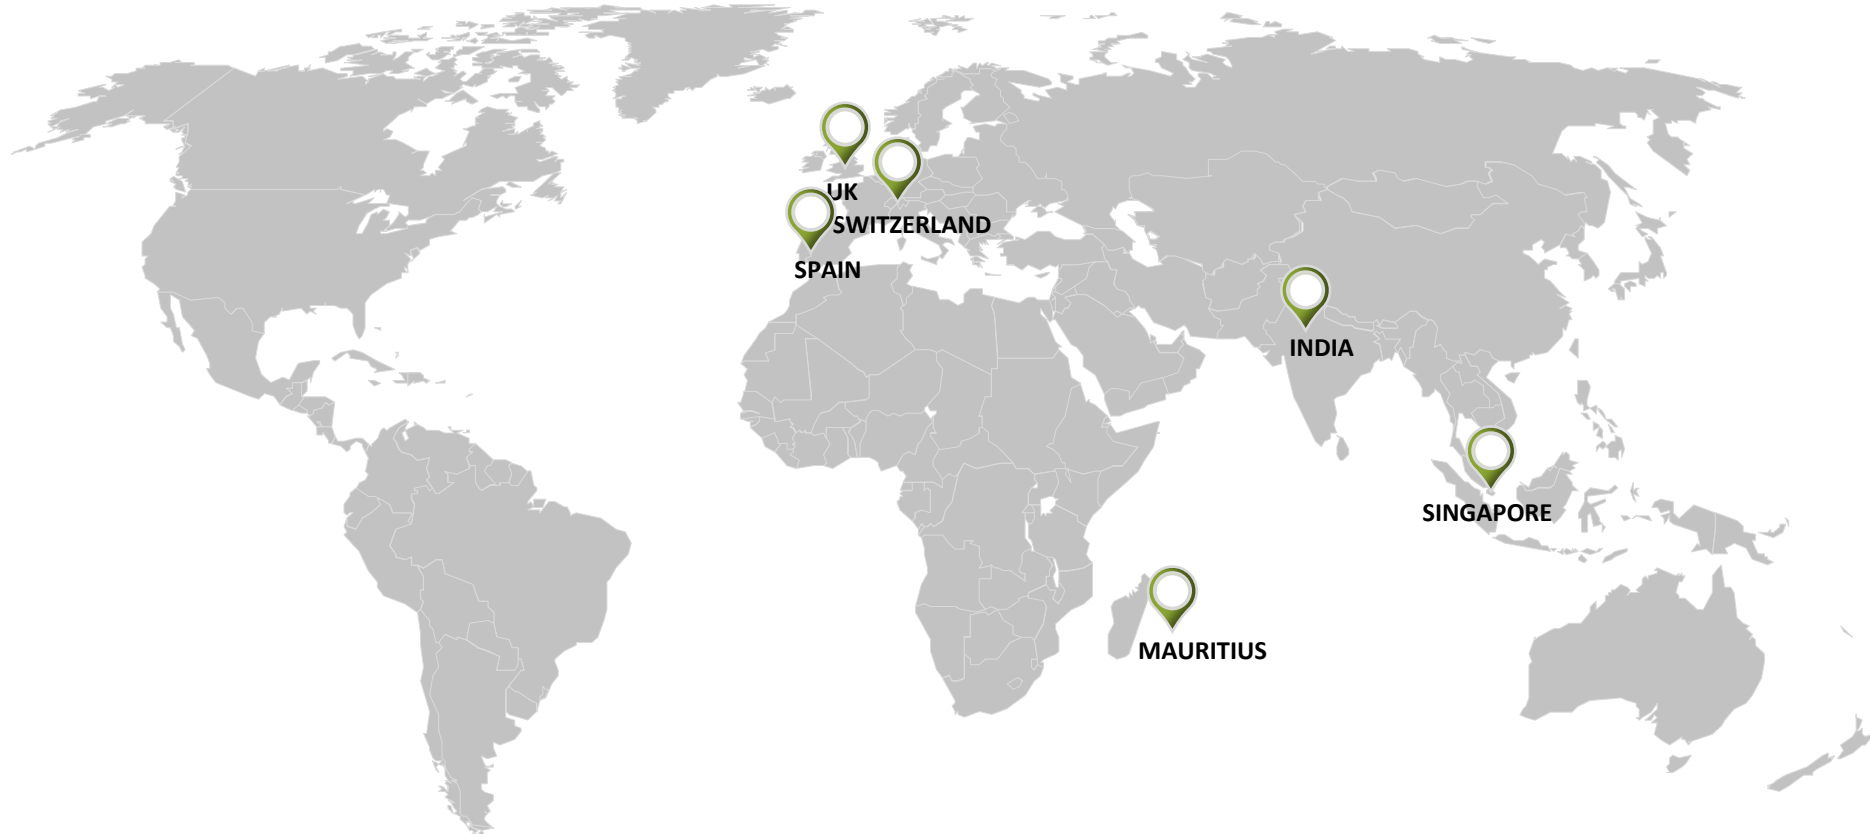 UK
SWITZERLAND
SPAIN
INDIA
SINGAPORE
MAURITIUS